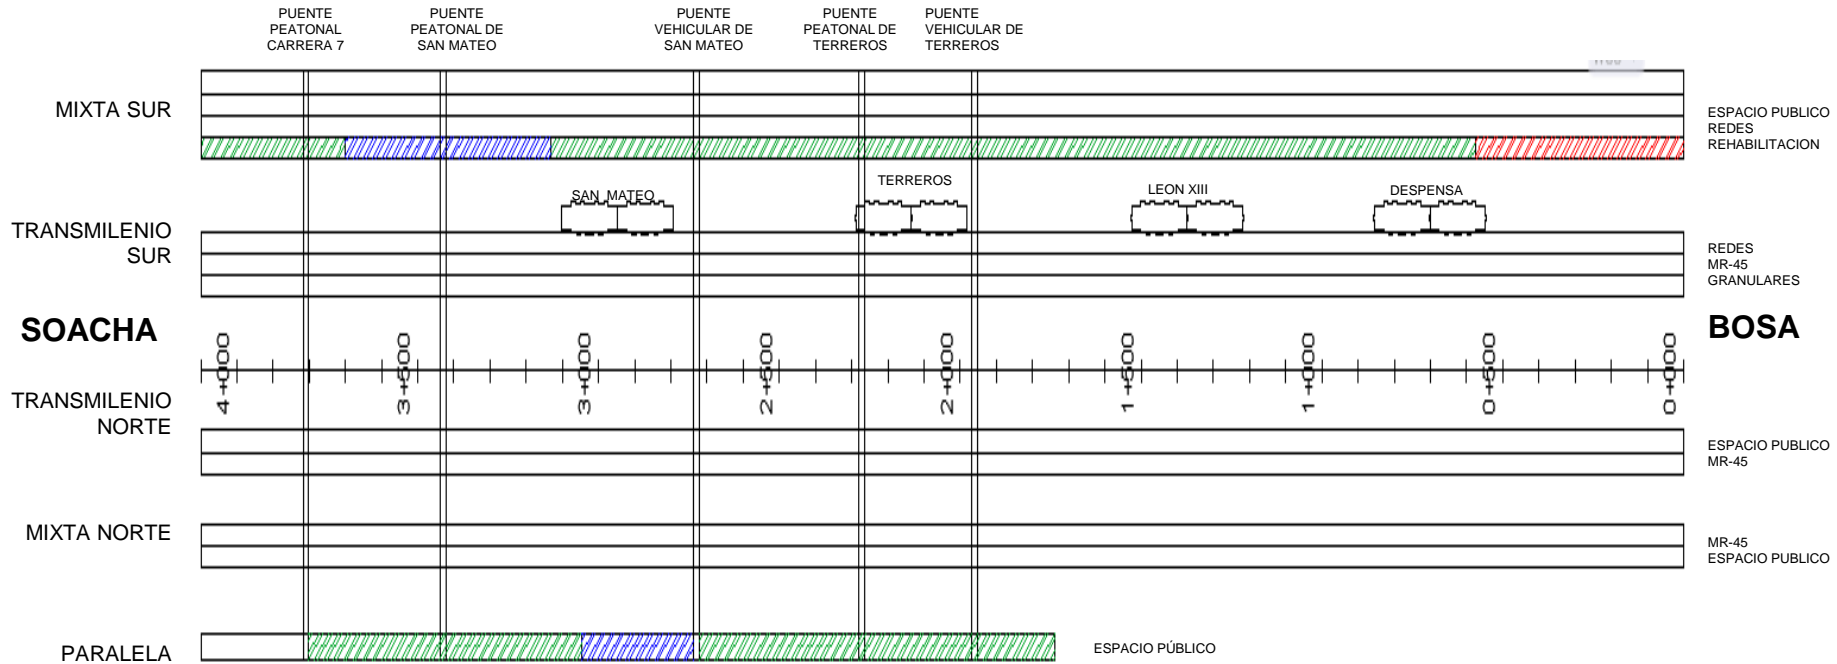 PUENTE
PEATONAL
CARRERA 7
PUENTE
PEATONAL DE
SAN MATEO
PUENTE
VEHICULAR DE
SAN MATEO
PUENTE
PEATONAL DE
TERREROS
PUENTE
VEHICULAR DE
TERREROS
MIXTA SUR
ESPACIO PUBLICO
REDES
REHABILITACION
SAN MATEO
TERREROS
LEON XIII
DESPENSA
TRANSMILENIO
SUR
REDES
MR-45
GRANULARES
SOACHA
BOSA
4+000
3+500
3+000
2+500
2+000
1+500
1+000
0+500
0+000
TRANSMILENIO
NORTE
ESPACIO PUBLICO
MR-45
MIXTA NORTE
MR-45
ESPACIO PUBLICO
PARALELA
ESPACIO PÚBLICO